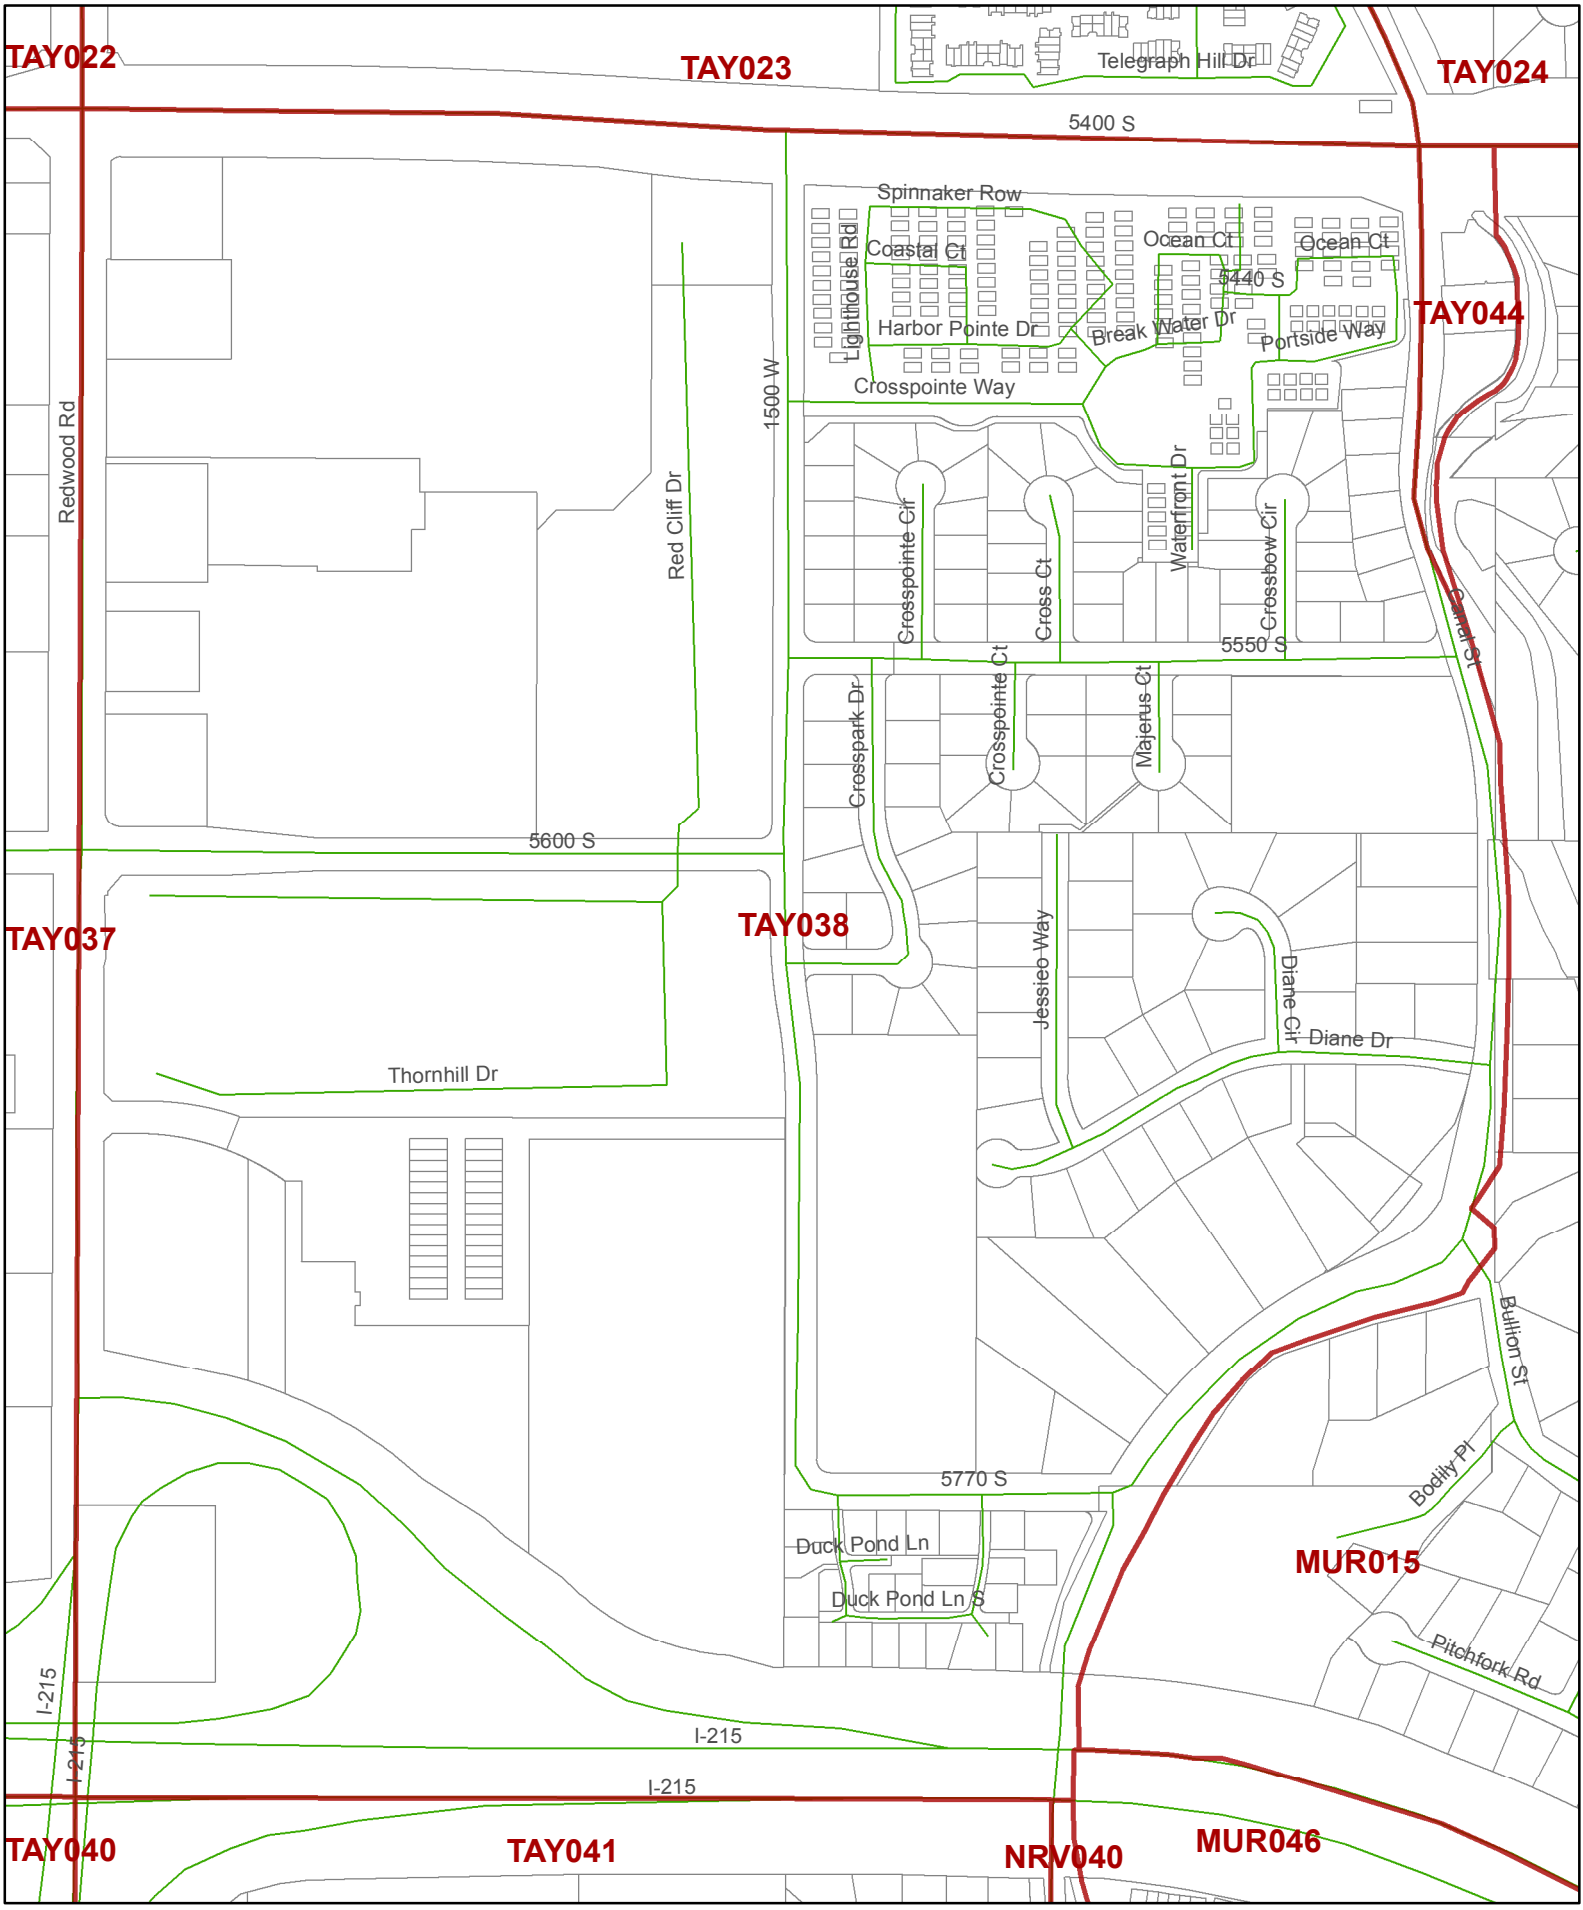 TAY022
TAY023
Telegraph Hill Dr
TAY024
5400 S
Spinnaker Row
Lighthouse Rd
Coastal Ct
Ocean Ct
Ocean Ct
5440 S
TAY044
Harbor Pointe Dr
Break Water Dr
Portside Way
1500 W
Crosspointe Way
Redwood Rd
Red Cliff Dr
Waterfront Dr
Crosspointe Cir
Cross Ct
Crossbow Cir
Canal St
5550 S
Crosspark Dr
Crosspointe Ct
Majerus Ct
5600 S
TAY037
TAY038
Jessieo Way
Diane Cir
Diane Dr
Thornhill Dr
Bullion St
5770 S
Bodily Pl
Duck Pond Ln
MUR015
Duck Pond Ln S
Pitchfork Rd
I-215
I-215
I-215
I-215
TAY040
TAY041
NRV040
MUR046